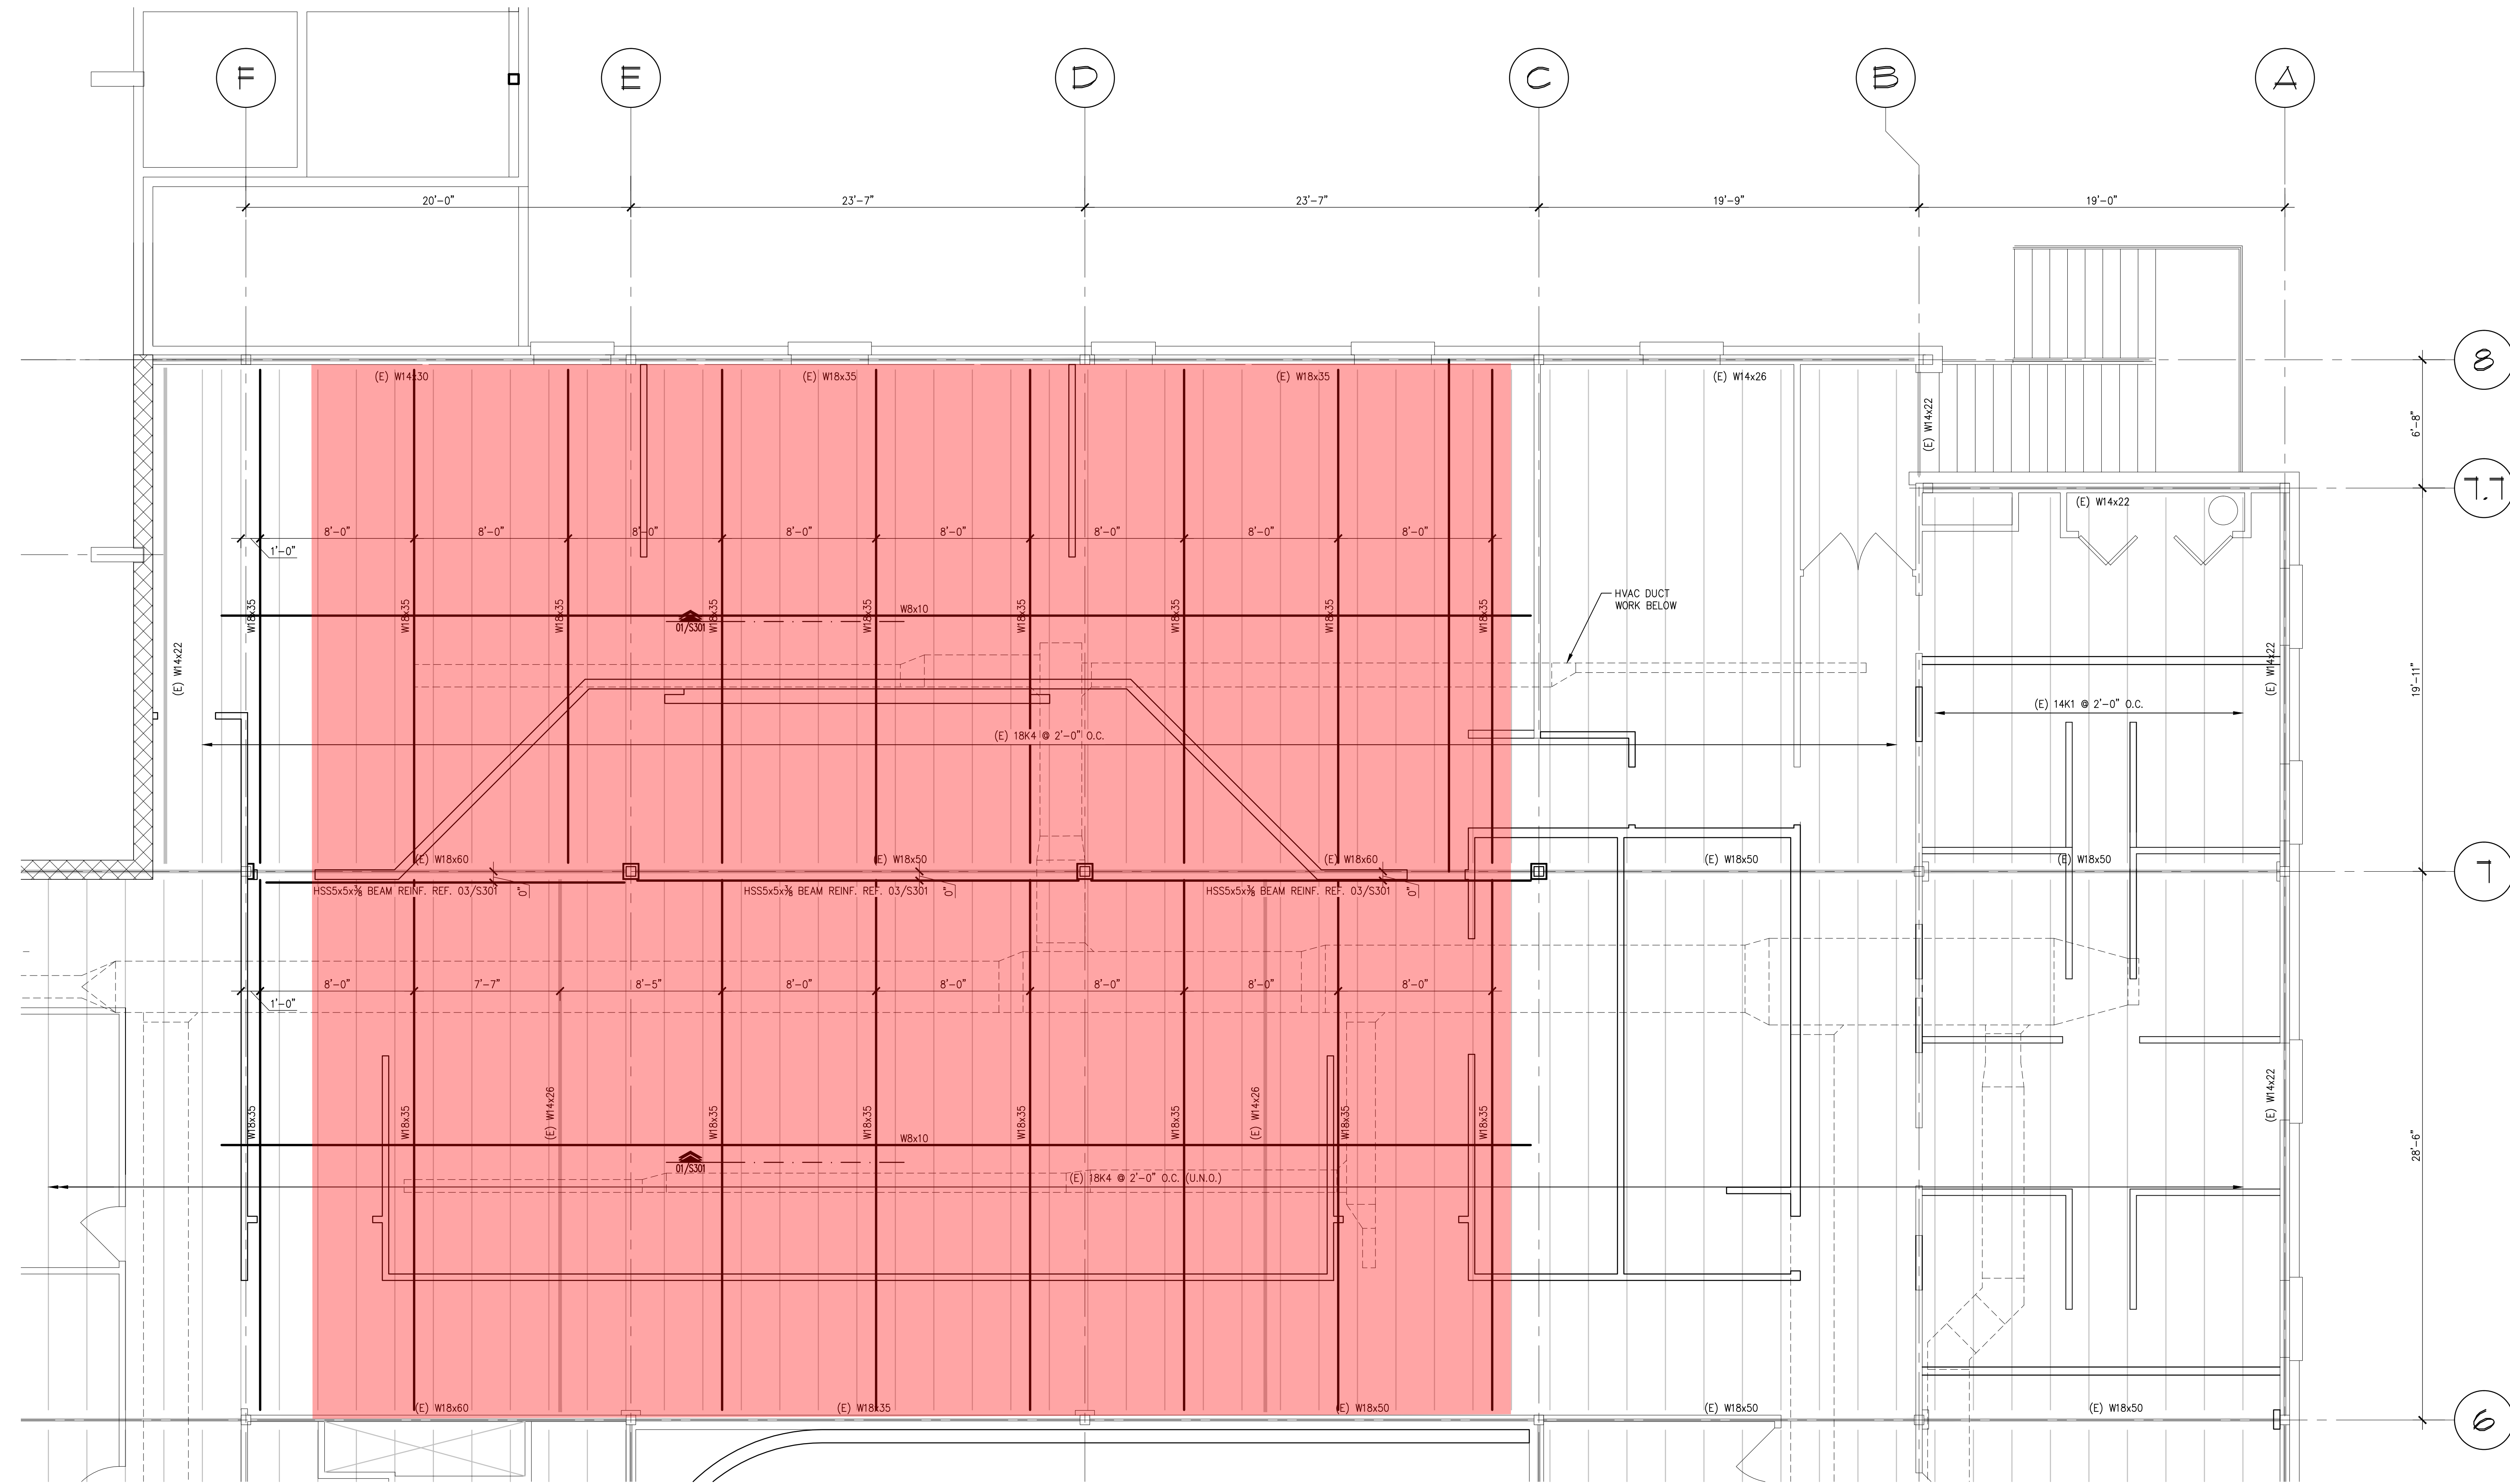 F
E
D
C
B
A
20'-0"
23'-7"
23'-7"
19'-9"
19'-0"
8
(E) W14x30
(E) W18x35
(E) W18x35
(E) W14x26
(E) W14x22
6'-8"
7.7
(E) W14x22
8'-0"
8'-0"
8'-0"
8'-0"
8'-0"
8'-0"
8'-0"
8'-0"
1'-0"
HVAC DUCT
WORK BELOW
W18x35
W18x35
W18x35
W18x35
W18x35
W18x35
W18x35
W18x35
W18x35
W8x10
01/S301
(E) W14x22
(E) W14x22
19'-11"
(E) 14K1 @ 2'-0" O.C.
(E) 18K4 @ 2'-0" O.C.
(E) W18x60
(E) W18x50
(E) W18x60
(E) W18x50
(E) W18x50
7
HSS5x5x⅜ BEAM REINF. REF. 03/S301
0"
HSS5x5x⅜ BEAM REINF. REF. 03/S301
0"
HSS5x5x⅜ BEAM REINF. REF. 03/S301
0"
8'-0"
7'-7"
8'-5"
8'-0"
8'-0"
8'-0"
8'-0"
8'-0"
1'-0"
W18x35
W18x35
(E) W14x26
W18x35
W18x35
W18x35
W18x35
(E) W14x26
W18x35
W18x35
(E) W14x22
28'-6"
W8x10
01/S301
(E) 18K4 @ 2'-0" O.C. (U.N.O.)
(E) W18x60
(E) W18x35
(E) W18x50
(E) W18x50
(E) W18x50
6